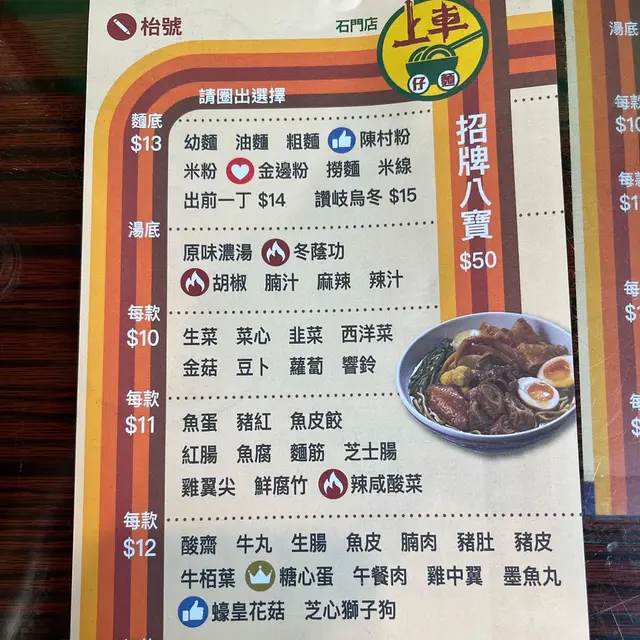 枱號
石門店
上車
仔麵
請圈出選擇
招牌八寶
$50
麵底
$13
幼麵 油麵 粗麵 陳村粉
米粉 金邊粉 撈麵 米線
出前一丁 $14 讚岐烏冬 $15
湯底
原味濃湯 冬蔭功
胡椒 腩汁 麻辣 辣汁
每款
$10
生菜 菜心 韭菜 西洋菜
金菇 豆卜 蘿蔔 響鈴
每款
$11
魚蛋 豬紅 魚皮餃
紅腸 魚腐 麵筋 芝士腸
雞翼尖 鮮腐竹 辣咸酸菜
每款
$12
酸齋 牛丸 生腸 魚皮 腩肉 豬肚 豬皮
牛栢葉 糖心蛋 午餐肉 雞中翼 墨魚丸
蠔皇花菇 芝心獅子狗
湯底
每款